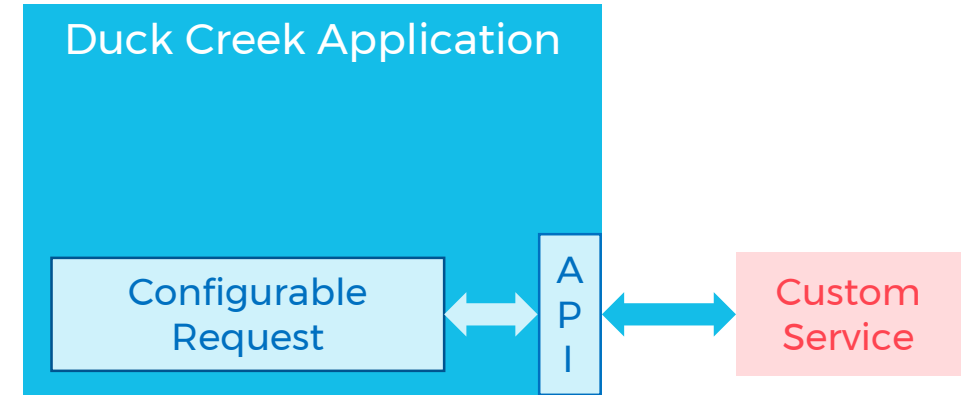 Duck Creek Application
Configurable
Request
A
P
I
Custom
Service